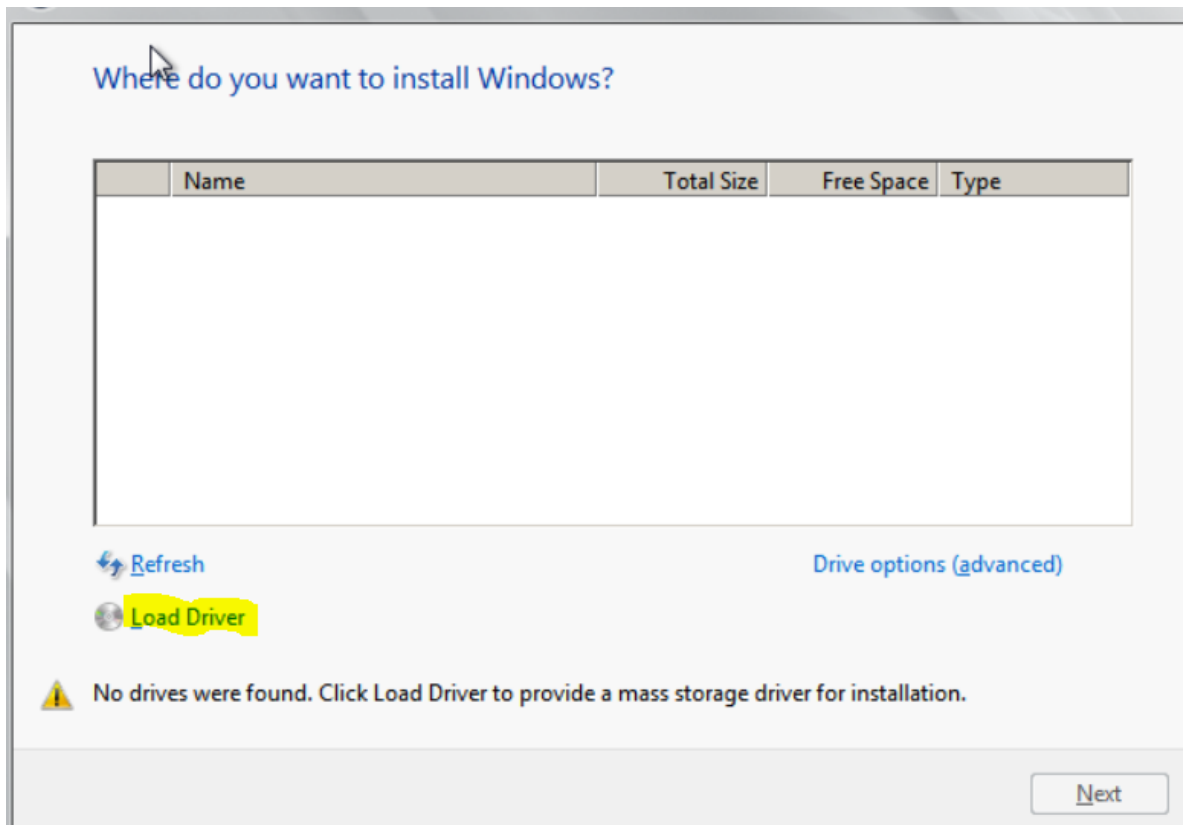 Where do you want to install Windows?
Name Total Size Free Space Type
Refresh Drive options (advanced)
Load Driver
No drives were found. Click Load Driver to provide a mass storage driver for installation.
Next